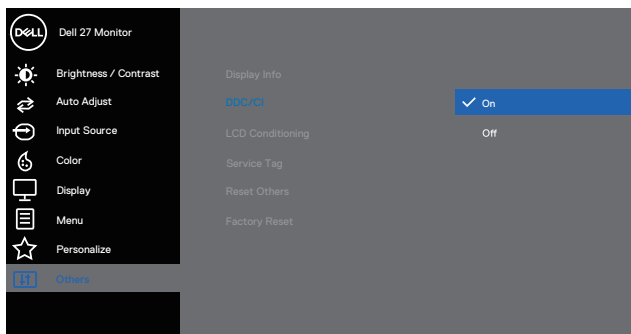 DELL
Dell 27 Monitor
Brightness / Contrast
Auto Adjust
Input Source
Color
Display
Menu
Personalize
Others
Display Info
DDC/CI
LCD Conditioning
Service Tag
Reset Others
Factory Reset
On
Off